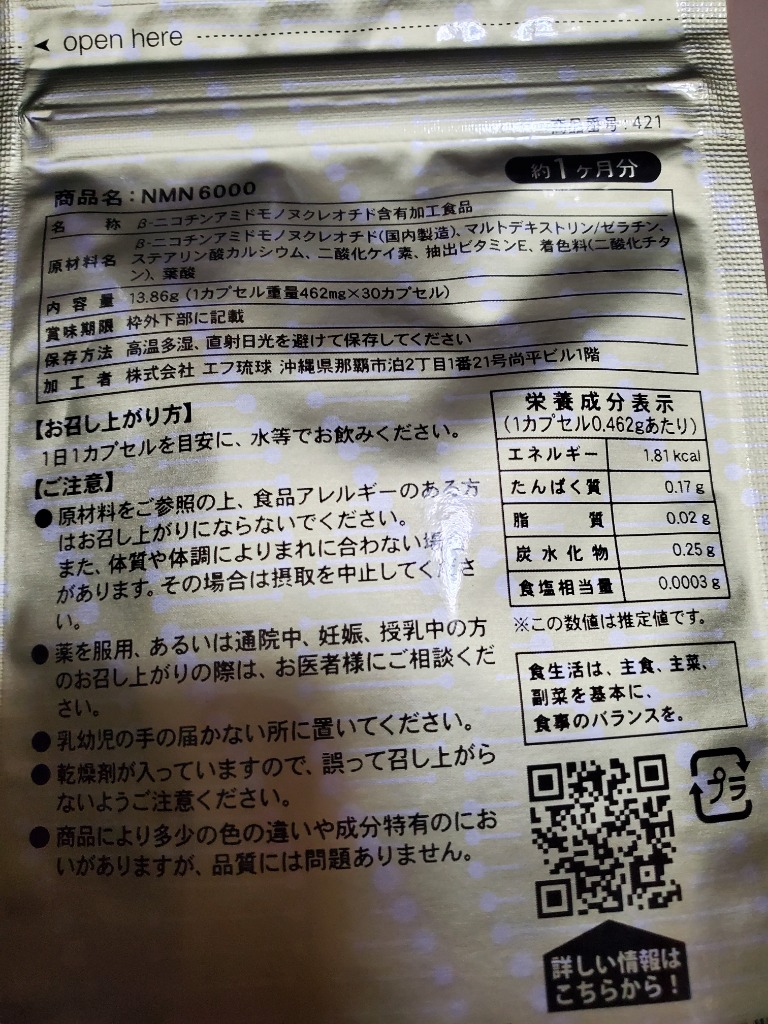 open here
商品番号:421
約1ヶ月分
商品名:NMN6000
名称 β-ニコチンアミドモノヌクレオチド含有加工食品
原材料名 β-ニコチンアミドモノヌクレオチド(国内製造)、マルトデキストリン/ゼラチン、
ステアリン酸カルシウム、二酸化ケイ素、抽出ビタミンE、着色料(二酸化チタ
ン)、葉酸
内容量 13.86g (1カプセル重量462mg×30カプセル)
賞味期限 枠外下部に記載
保存方法 高温多湿、直射日光を避けて保存してください
加工者 株式会社 エフ琉球 沖縄県那覇市泊2丁目1番21号尚平ビル1階
【お召し上がり方】
1日1カプセルを目安に、水等でお飲みください。
【ご注意】
●原材料をご参照の上、食品アレルギーのある方
はお召し上がりにならないでください。
また、体質や体調によりまれに合わない場
があります。その場合は摂取を中止してくださ
い。
●薬を服用、あるいは通院中、妊娠、授乳中の方
のお召し上がりの際は、お医者様にご相談くだ
さい。
●乳幼児の手の届かない所に置いてください。
●乾燥剤が入っていますので、誤って召し上がら
ないようご注意ください。
●商品により多少の色の違いや成分特有のにお
いがありますが、品質には問題ありません。
栄養成分表示
(1カプセル0.462gあたり)
エネルギー 1.81kcal
たんぱく質 0.17g
脂質 0.02g
炭水化物 0.25g
食塩相当量 0.0003g
※この数値は推定値です。
食生活は、主食、主菜、
副菜を基本に、
食事のバランスを。
プラ
詳しい情報は
こちらから!